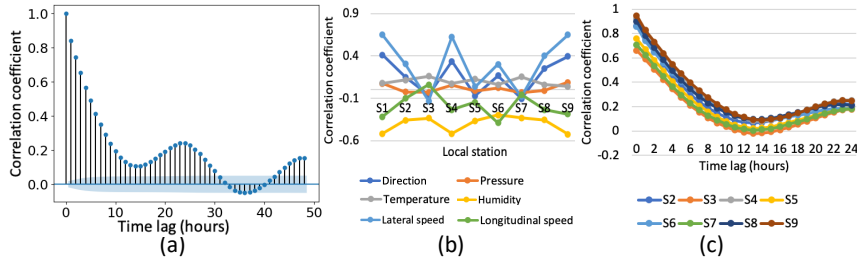 1.0
0.8
0.6
0.4
0.2
0.0
Correlation coefficient
0 10 20 30 40 50
Time lag (hours)
(a)
0.9
0.4
-0.1
-0.6
Correlation coefficient
S1 S2 S3 S4 S5 S6 S7 S8 S9
Local station
Direction Pressure
Temperature Humidity
Lateral speed Longitudinal speed
(b)
1
0.8
0.6
0.4
0.2
0
-0.2
Correlation coefficient
0 2 4 6 8 10 12 14 16 18 20 22 24
Time lag (hours)
S2 S3 S4 S5
S6 S7 S8 S9
(c)